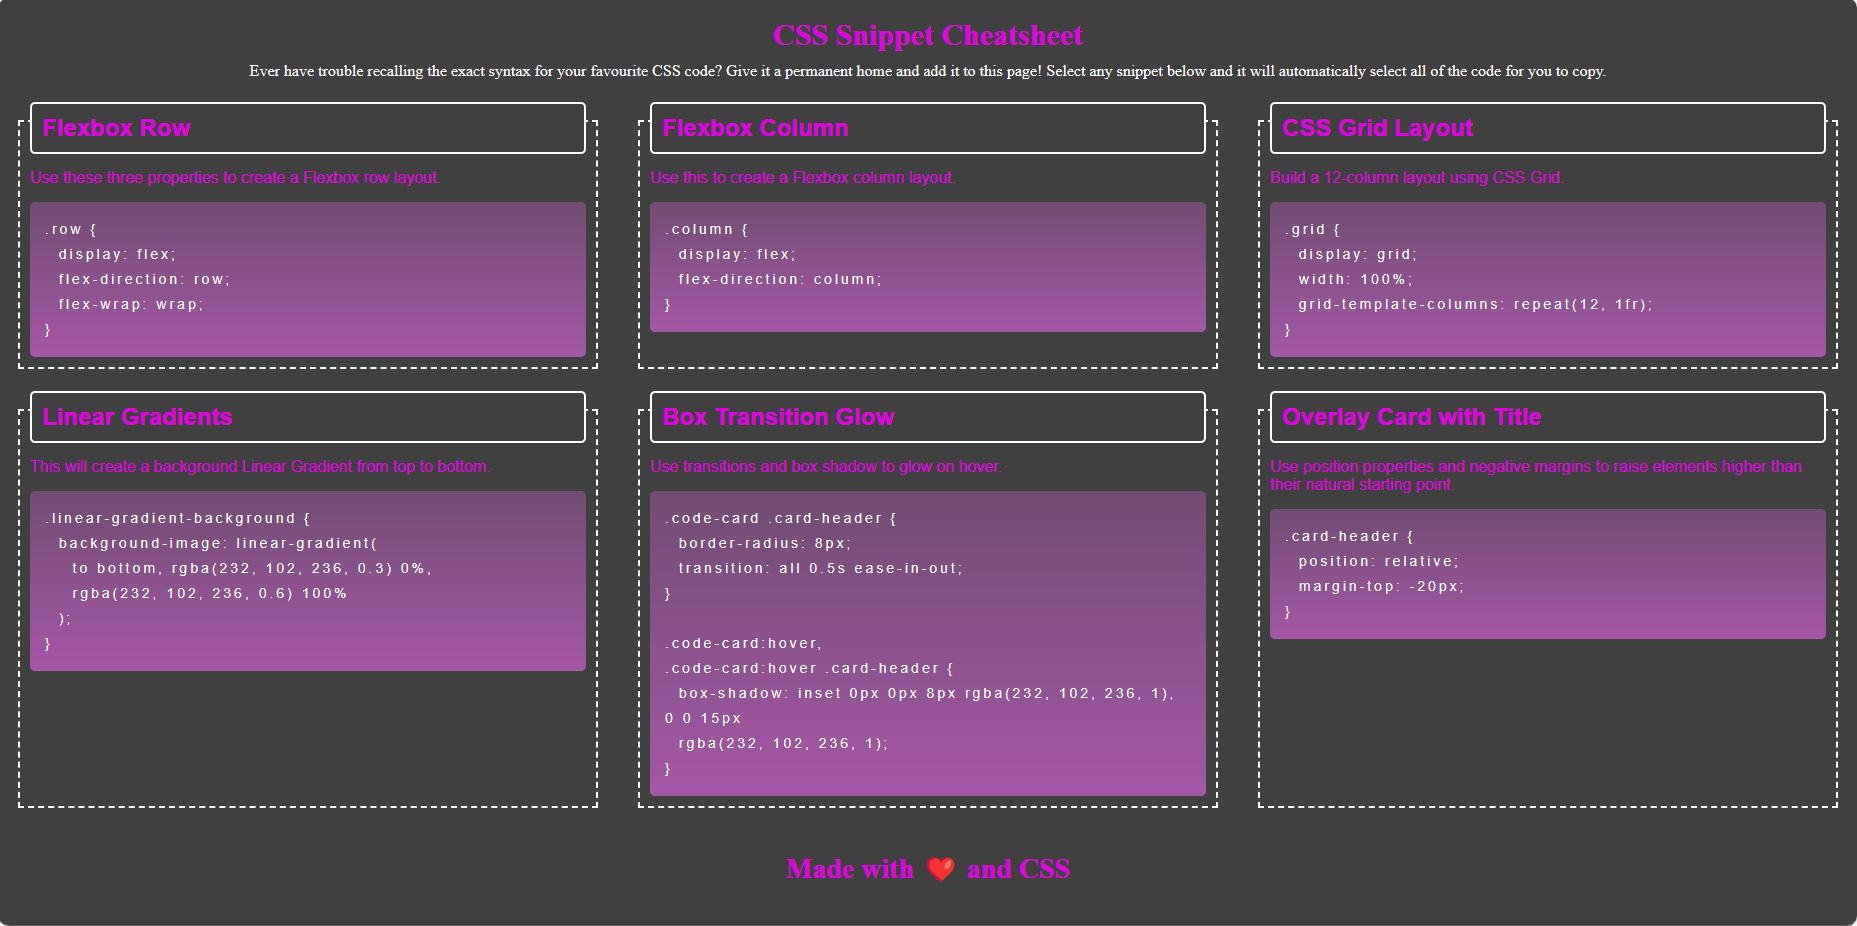 CSS Snippet Cheatsheet
Ever have trouble recalling the exact syntax for your favourite CSS code? Give it a permanent home and add it to this page! Select any snippet below and it will automatically select all of the code for you to copy.
Flexbox Row
Use these three properties to create a Flexbox row layout.
.row {
  display: flex;
  flex-direction: row;
  flex-wrap: wrap;
}
Flexbox Column
Use this to create a Flexbox column layout.
.column {
  display: flex;
  flex-direction: column;
}
CSS Grid Layout
Build a 12-column layout using CSS Grid.
.grid {
  display: grid;
  width: 100%;
  grid-template-columns: repeat(12, 1fr);
}
Linear Gradients
This will create a background Linear Gradient from top to bottom.
.linear-gradient-background {
  background-image: linear-gradient(
    to bottom, rgba(232, 102, 236, 0.3) 0%,
    rgba(232, 102, 236, 0.6) 100%
  );
}
Box Transition Glow
Use transitions and box shadow to glow on hover.
.code-card .card-header {
  border-radius: 8px;
  transition: all 0.5s ease-in-out;
}
.code-card:hover,
.code-card:hover .card-header {
  box-shadow: inset 0px 0px 8px rgba(232, 102, 236, 1),
0 0 15px
  rgba(232, 102, 236, 1);
}
Overlay Card with Title
Use position properties and negative margins to raise elements higher than
their natural starting point.
.card-header {
  position: relative;
  margin-top: -20px;
}
Made with ❤️ and CSS